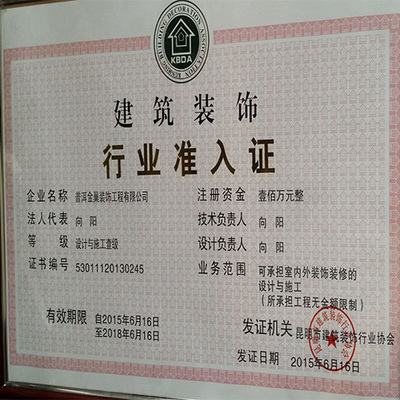 KUNMING BUILDING DECORATION ASSOCIATION
KBDA
建筑装饰
行业准入证
企业名称 普洱金巢装饰工程有限公司
注册资金 壹佰万元整
法人代表 向 阳
技术负责人 向 阳
等 级 设计与施工壹级
设计负责人 向 阳
证书编号 53011120130245
业务范围 可承担室内外装饰装修的
设计与施工
（所承担工程无金额限制）
有效期限 自2015年6月16日
至2018年6月16日
发证机关 昆明市建筑装饰行业协会
发证日期 2015年6月16日